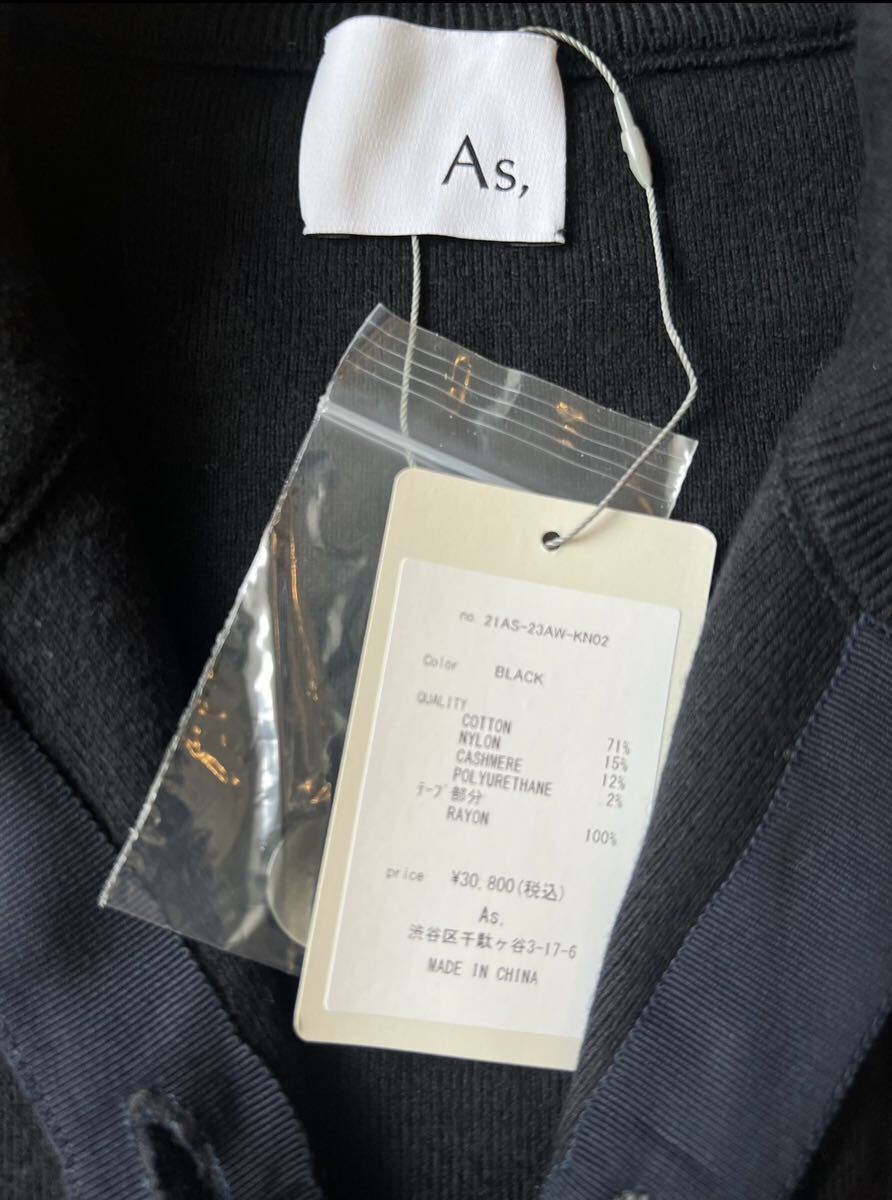 As,
no. 21AS-23AW-KN02
Color BLACK
QUALITY
COTTON 71%
NYLON 15%
CASHMERE 12%
POLYURETHANE 2%
ﾃｰﾌﾟ部分
RAYON 100%
price ¥30,800(税込)
As,
渋谷区千駄ヶ谷3-17-6
MADE IN CHINA